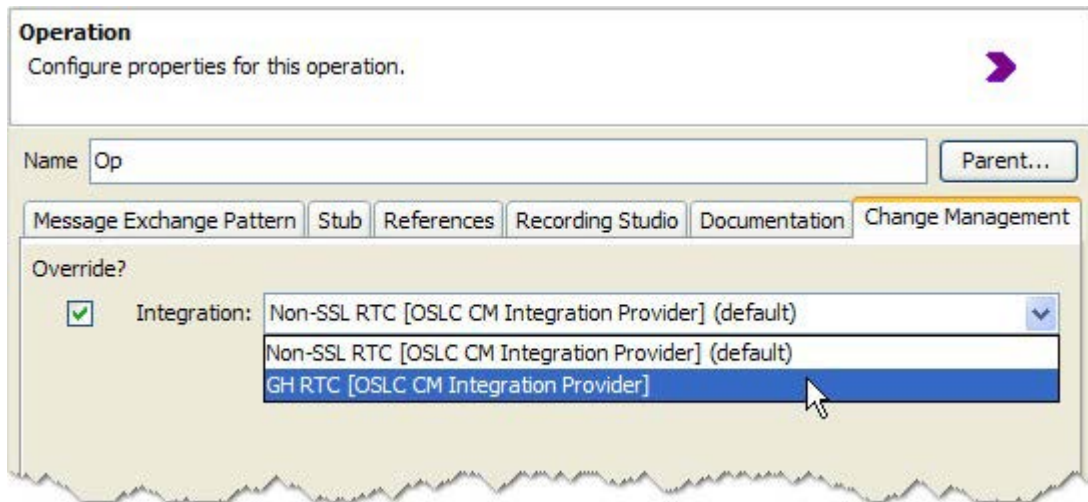 Operation
Configure properties for this operation.
Name Op Parent...
Message Exchange Pattern Stub References Recording Studio Documentation Change Management
Override?
Integration: Non-SSL RTC [OSLC CM Integration Provider] (default)
Non-SSL RTC [OSLC CM Integration Provider] (default)
GH RTC [OSLC CM Integration Provider]